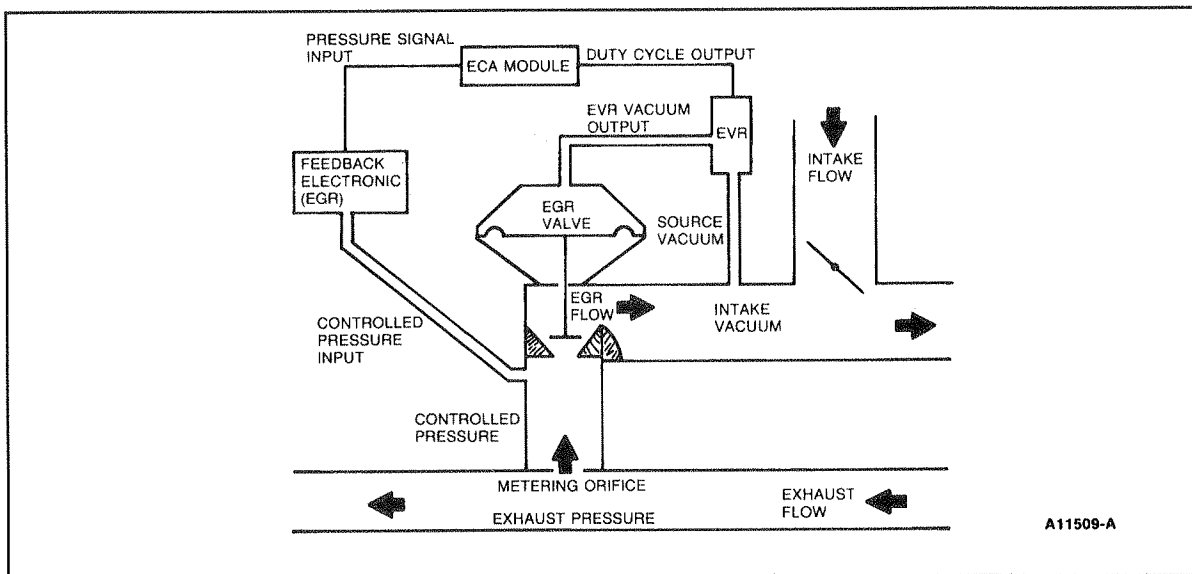 PRESSURE SIGNAL
INPUT
ECA MODULE
DUTY CYCLE OUTPUT
EVR VACUUM
OUTPUT
EVR
INTAKE
FLOW
FEEDBACK
ELECTRONIC
(EGR)
EGR
VALVE
SOURCE
VACUUM
EGR
FLOW
INTAKE
VACUUM
CONTROLLED
PRESSURE
INPUT
CONTROLLED
PRESSURE
METERING ORIFICE
EXHAUST PRESSURE
EXHAUST
FLOW
A11509-A